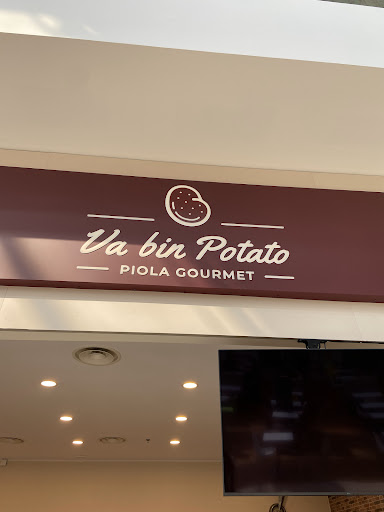 Va bin Potato
PIOLA GOURMET